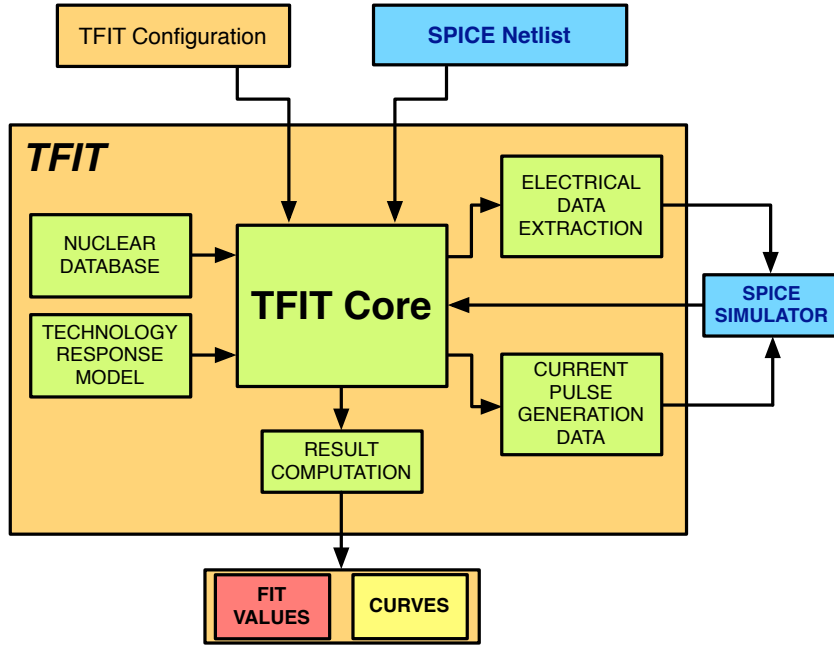 TFIT Configuration
SPICE Netlist
TFIT
ELECTRICAL
DATA
EXTRACTION
NUCLEAR
DATABASE
TFIT Core
SPICE
SIMULATOR
TECHNOLOGY
RESPONSE
MODEL
CURRENT
PULSE
GENERATION
DATA
RESULT
COMPUTATION
FIT
VALUES
CURVES